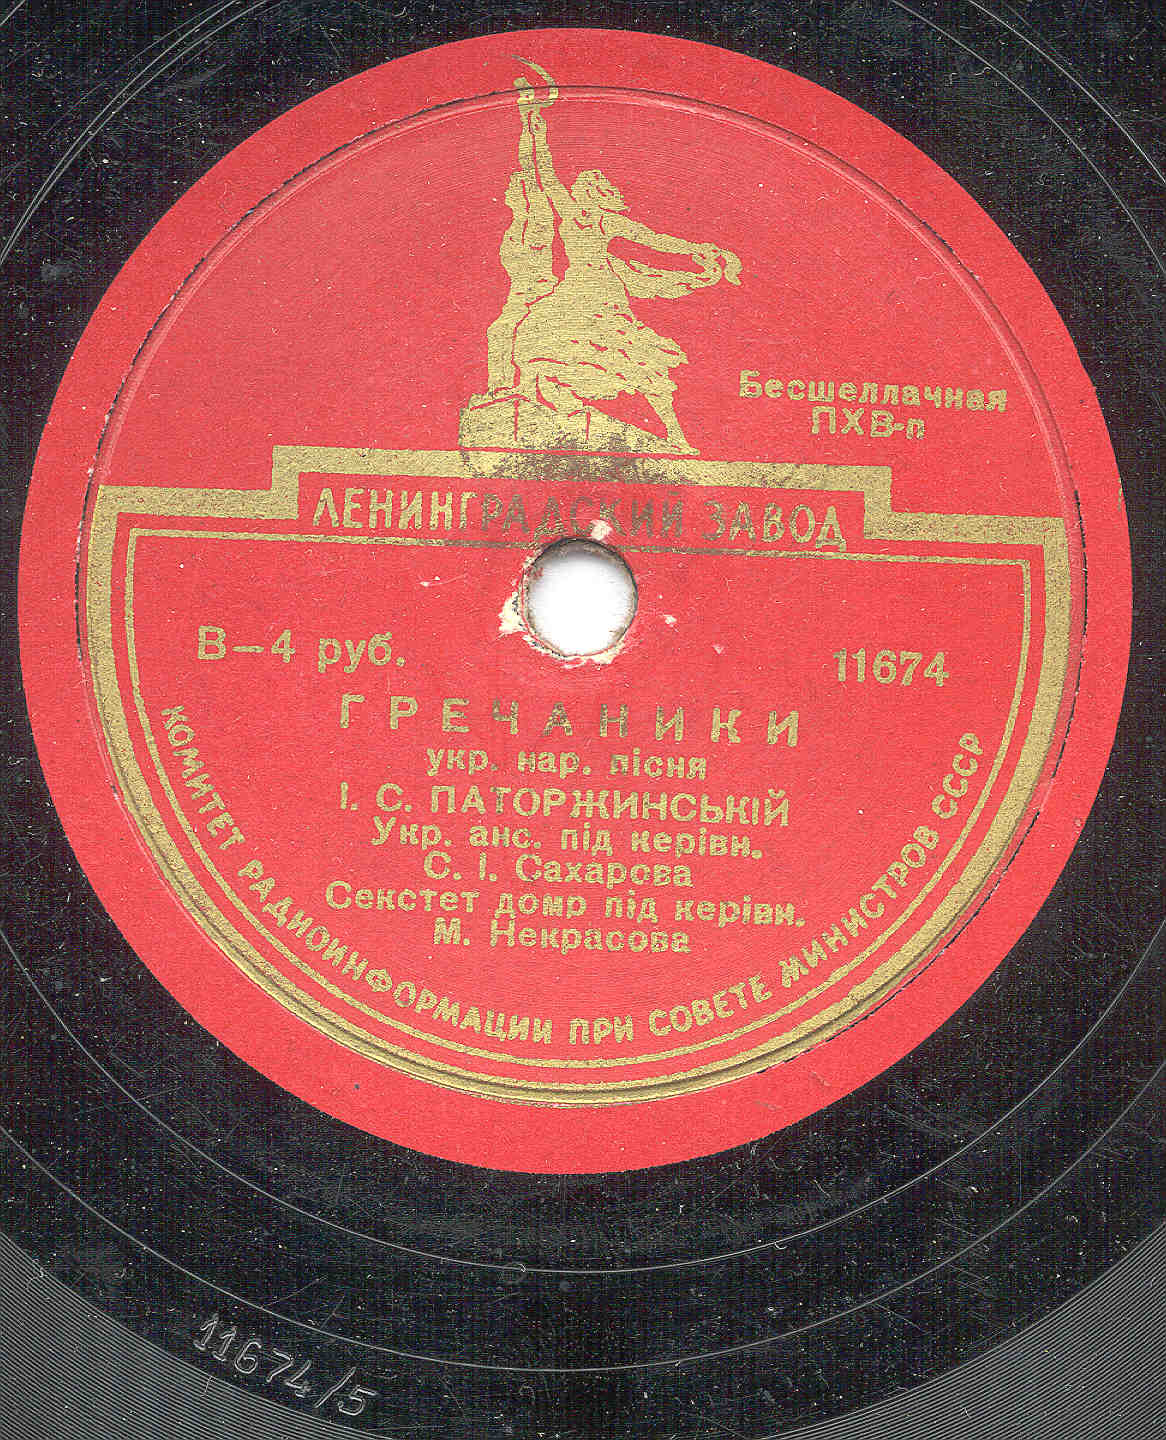 Бесшеллачная
ПХВ-п
ЛЕНИНГРАДСКИЙ ЗАВОД
В–4 руб.
11674
ГРЕЧАНИКИ
укр. нар. пісня
І. С. ПАТОРЖИНСЬКІЙ
Укр. анс. під керівн.
С. І. Сахарова
Секстет домр під керівн.
М. Некрасова
КОМИТЕТ РАДИОИНФОРМАЦИИ ПРИ СОВЕТЕ МИНИСТРОВ СССР
11674/5